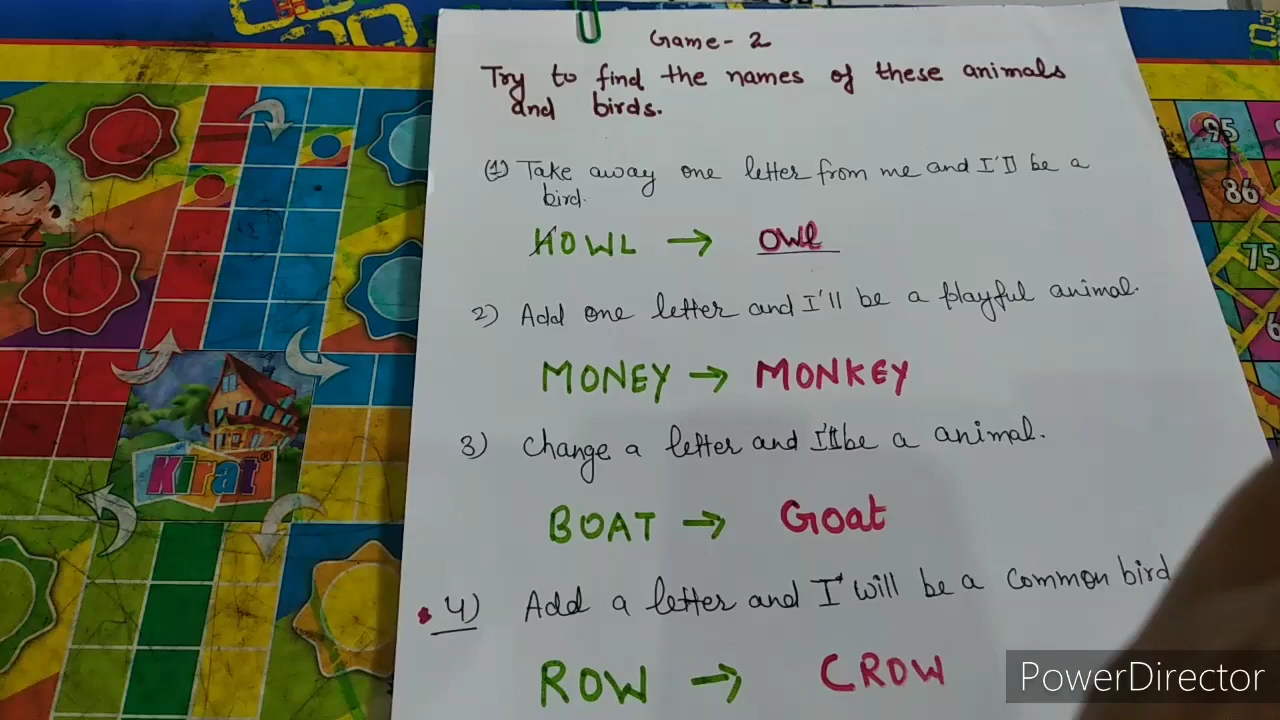 Game - 2
Try to find the names of these animals
and birds.
(1) Take away one letter from me and I'll be a
bird.
HOWL → owl
2) Add one letter and I'll be a playful animal.
MONEY → MONKEY
3) Change a letter and I'll be a animal.
BOAT → Goat
4) Add a letter and I will be a common bird
ROW → CROW
Kirat®
95
86
75
6
PowerDirector